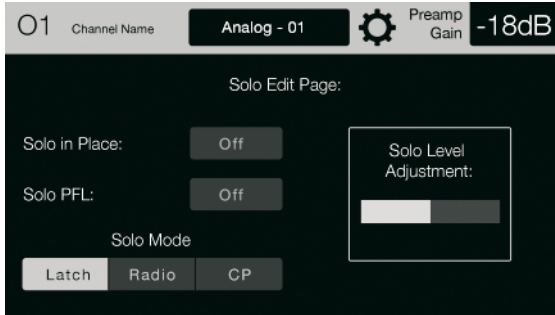 O1 Channel Name Analog - 01 Preamp Gain -18dB
Solo Edit Page:
Solo in Place: Off
Solo PFL: Off
Solo Mode
Latch Radio CP
Solo Level
Adjustment: